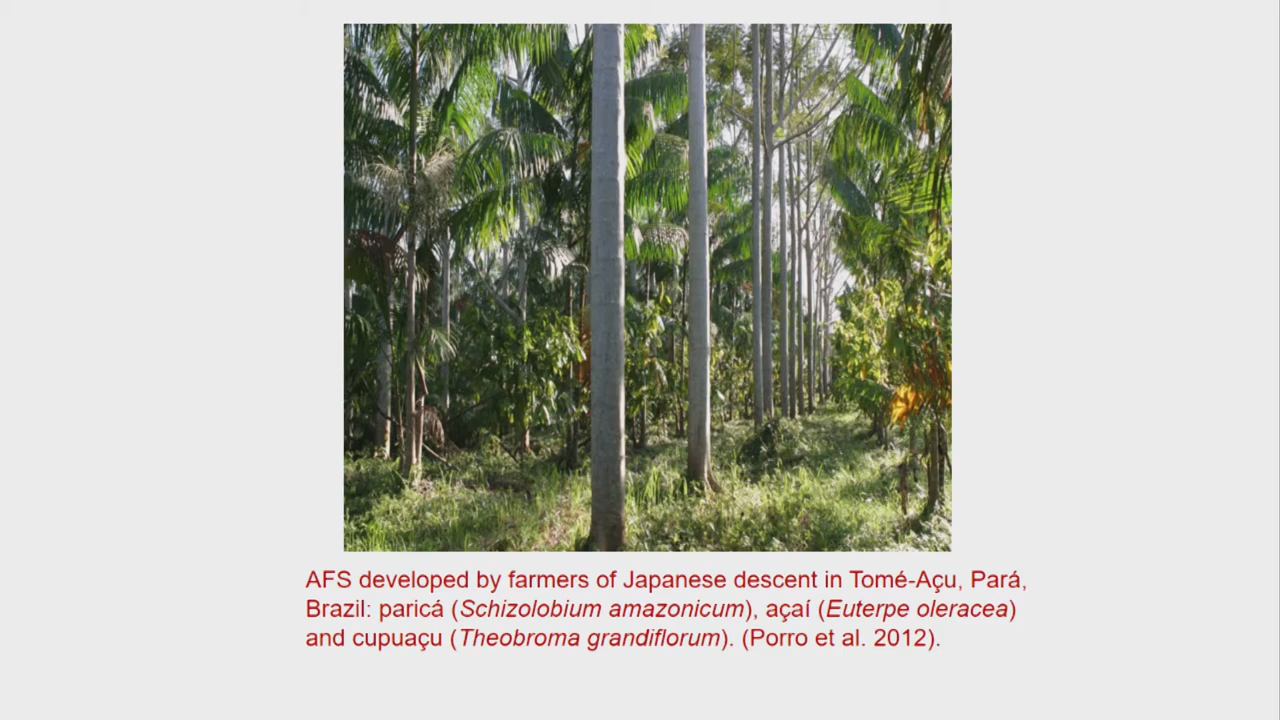 AFS developed by farmers of Japanese descent in Tomé-Açu, Pará,
Brazil: paricá (Schizolobium amazonicum), açaí (Euterpe oleracea)
and cupuaçu (Theobroma grandiflorum). (Porro et al. 2012).